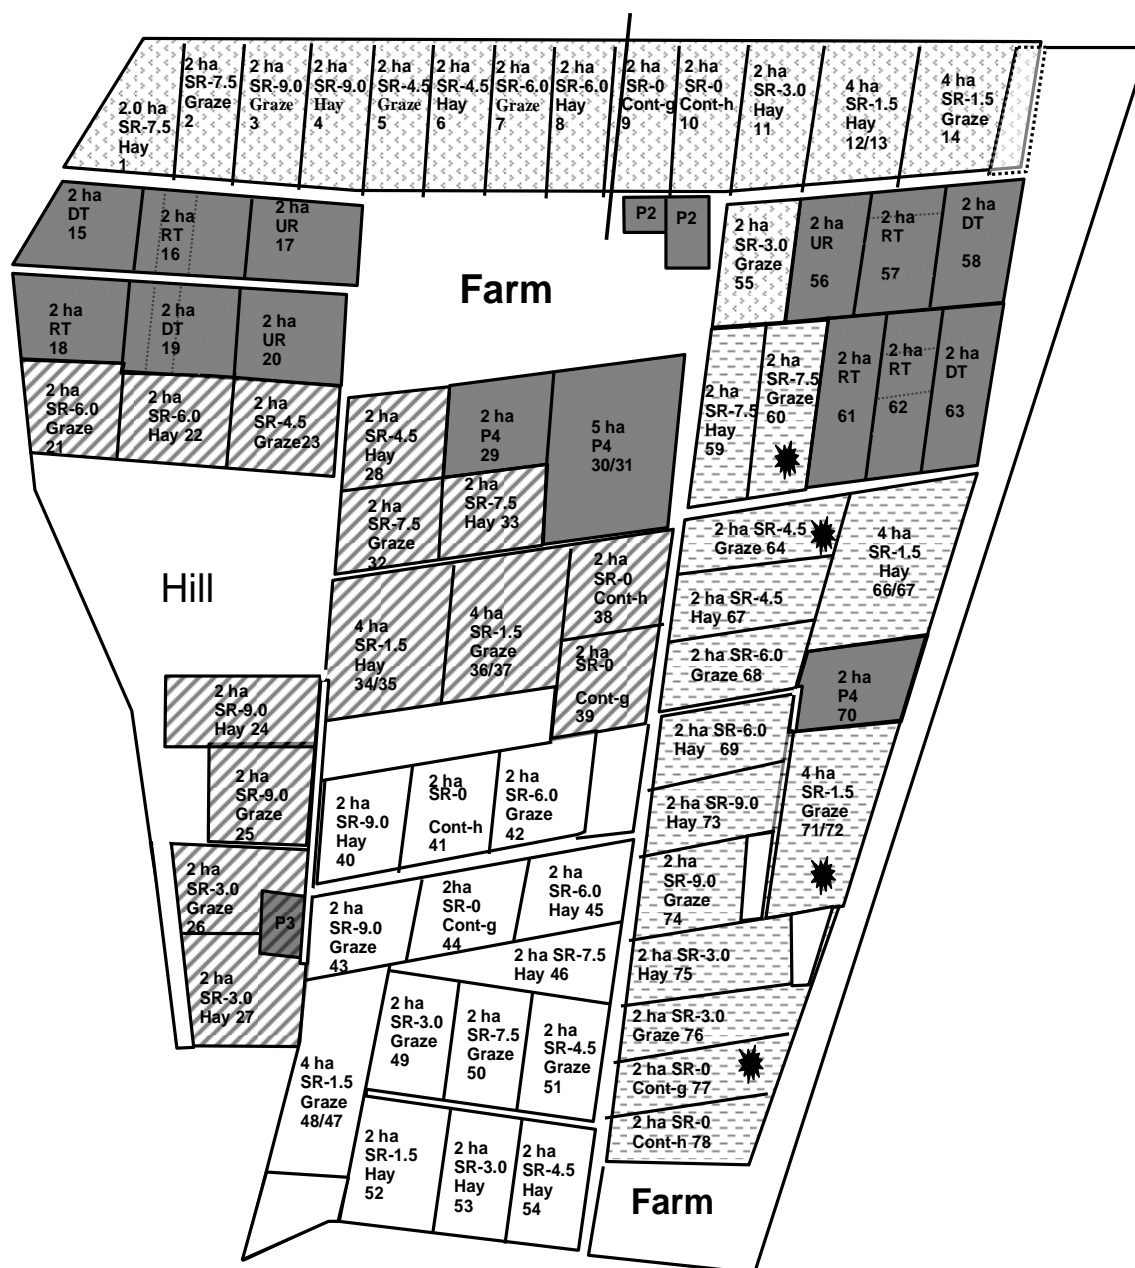 2.0 ha
SR-7.5
Hay
1
2 ha
SR-7.5
Graze
2
2 ha
SR-9.0
Graze
3
2 ha
SR-9.0
Hay
4
2 ha
SR-4.5
Graze
5
2 ha
SR-4.5
Hay
6
2 ha
SR-6.0
Graze
7
2 ha
SR-6.0
Hay
8
2 ha
SR-0
Cont-g
9
2 ha
SR-0
Cont-h
10
2 ha
SR-3.0
Hay
11
4 ha
SR-1.5
Hay
12/13
4 ha
SR-1.5
Graze
14
2 ha
DT
15
2 ha
RT
16
2 ha
UR
17
P2
P2
2 ha
SR-3.0
Graze
55
2 ha
UR
56
2 ha
RT
57
2 ha
DT
58
Farm
2 ha
RT
18
2 ha
DT
19
2 ha
UR
20
2 ha
SR-6.0
Graze
21
2 ha
SR-6.0
Hay 22
2 ha
SR-4.5
Graze23
2 ha
SR-4.5
Hay
28
2 ha
P4
29
5 ha
P4
30/31
2 ha
SR-7.5
Hay
59
2 ha
SR-7.5
Graze
60
2 ha
RT
61
2 ha
RT
62
2 ha
DT
63
2 ha
SR-7.5
Graze
32
2 ha
SR-7.5
Hay 33
2 ha SR-4.5
Graze 64
4 ha
SR-1.5
Hay
66/67
Hill
4 ha
SR-1.5
Hay
34/35
4 ha
SR-1.5
Graze
36/37
2 ha
SR-0
Cont-h
38
2 ha
SR-0
Cont-g
39
2 ha SR-4.5
Hay 67
2 ha SR-6.0
Graze 68
2 ha
P4
70
2 ha
SR-9.0
Hay 24
2 ha
SR-9.0
Graze
25
2 ha SR-6.0
Hay 69
2 ha SR-9.0
Hay 73
4 ha
SR-1.5
Graze
71/72
2 ha
SR-9.0
Hay
40
2 ha
SR-0
Cont-h
41
2 ha
SR-6.0
Graze
42
2 ha
SR-3.0
Graze
26
P3
2 ha
SR-9.0
Graze
43
2ha
SR-0
Cont-g
44
2 ha
SR-6.0
Hay 45
2 ha
SR-9.0
Graze
74
2 ha
SR-3.0
Hay 27
2 ha SR-7.5
Hay 46
2 ha SR-3.0
Hay 75
4 ha
SR-1.5
Graze
48/47
2 ha
SR-3.0
Graze
49
2 ha
SR-7.5
Graze
50
2 ha
SR-4.5
Graze
51
2 ha SR-3.0
Graze 76
2 ha SR-0
Cont-g 77
2 ha SR-0
Cont-h 78
2 ha
SR-1.5
Hay
52
2 ha
SR-3.0
Hay
53
2 ha
SR-4.5
Hay
54
Farm